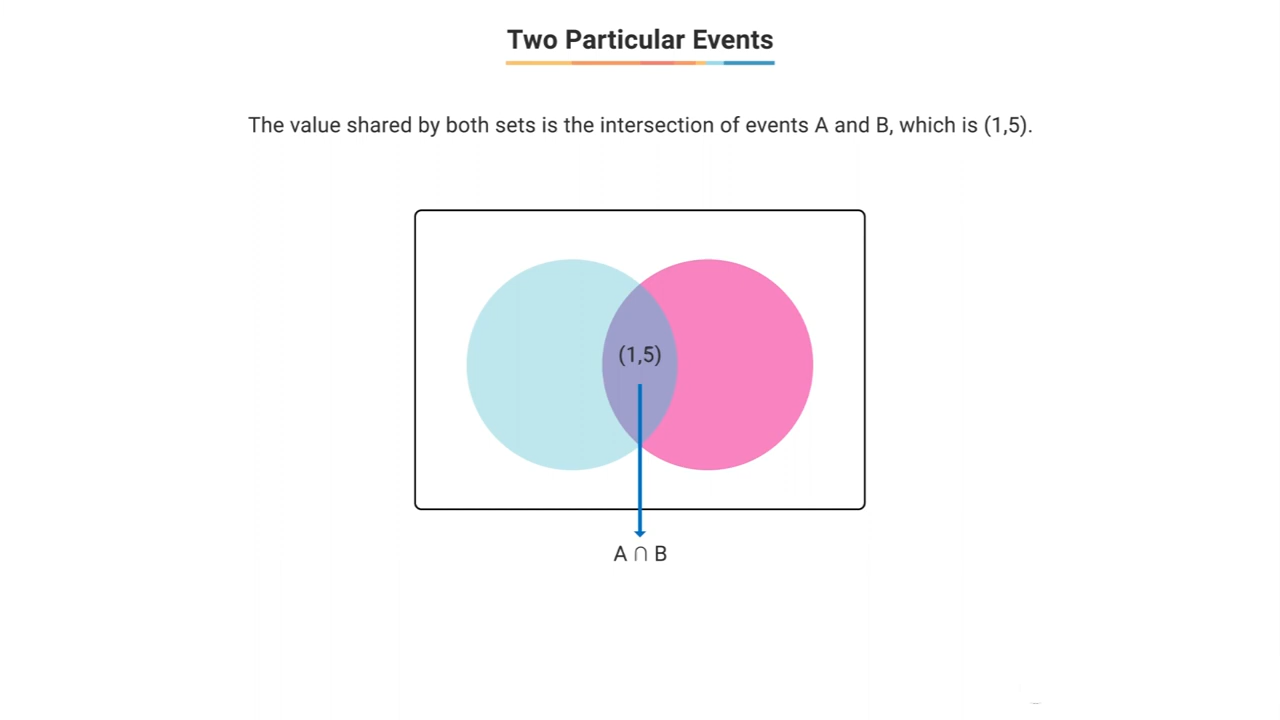 Two Particular Events
The value shared by both sets is the intersection of events A and B, which is (1,5).
(1,5)
A ∩ B